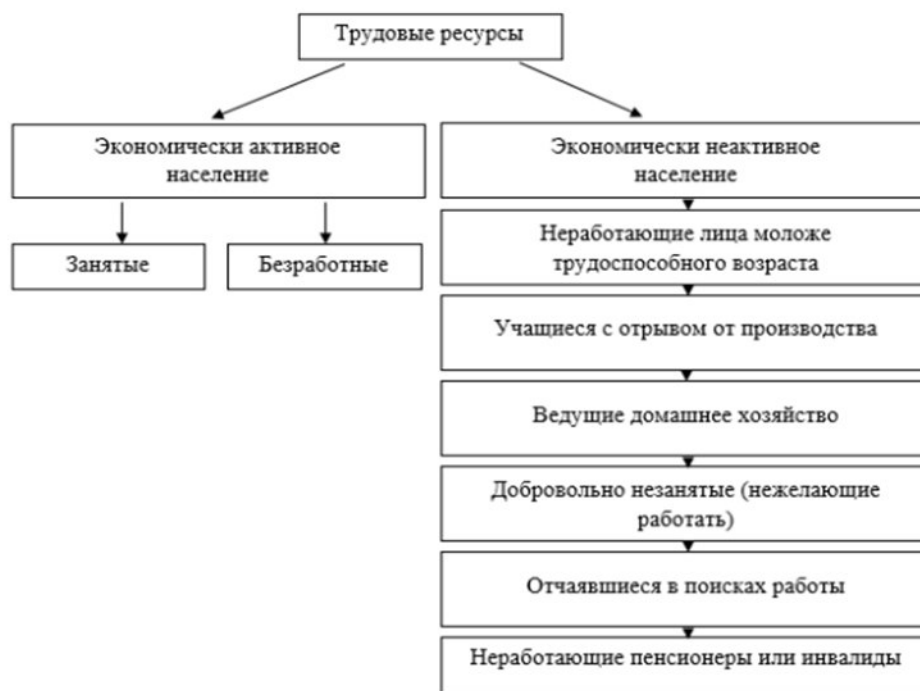 Трудовые ресурсы
Экономически активное
население
Экономически неактивное
население
Занятые
Безработные
Неработающие лица моложе
трудоспособного возраста
Учащиеся с отрывом от производства
Ведущие домашнее хозяйство
Добровольно незанятые (нежелающие
работать)
Отчаявшиеся в поисках работы
Неработающие пенсионеры или инвалиды